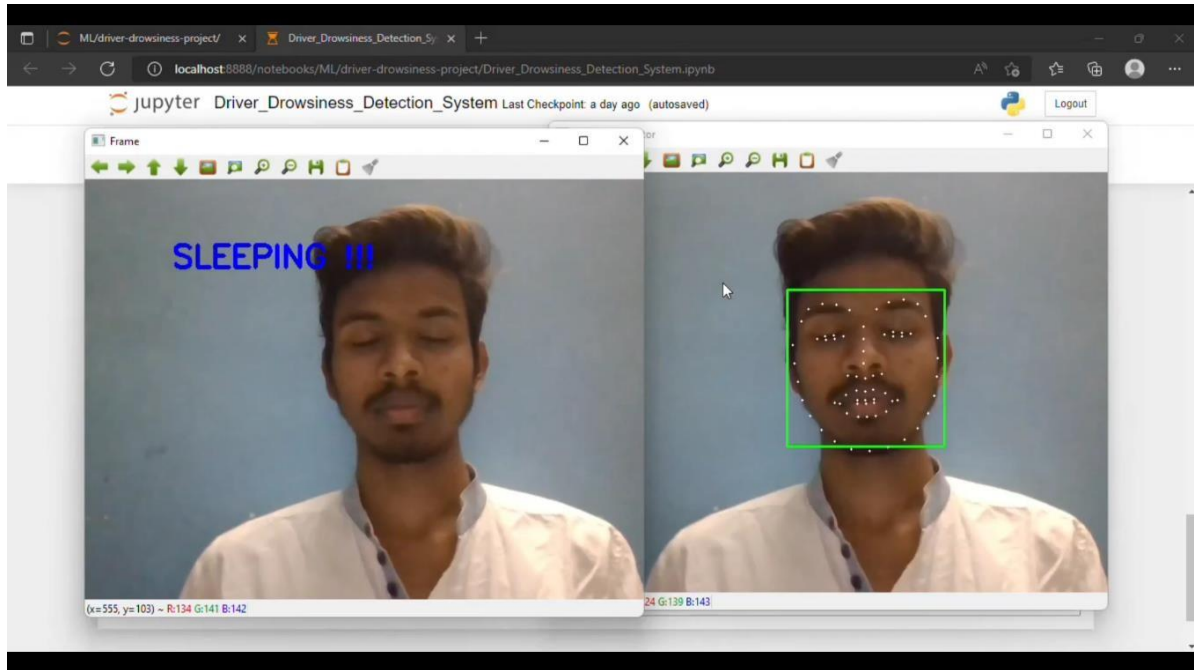 ML/driver-drowsiness-project/
Driver_Drowsiness_Detection_Sy
localhost:8888/notebooks/ML/driver-drowsiness-project/Driver_Drowsiness_Detection_System.ipynb
jupyter Driver_Drowsiness_Detection_System Last Checkpoint: a day ago (autosaved)
Logout
Frame
tor
SLEEPING !!!
(x=555, y=103) ~ R:134 G:141 B:142
24 G:139 B:143